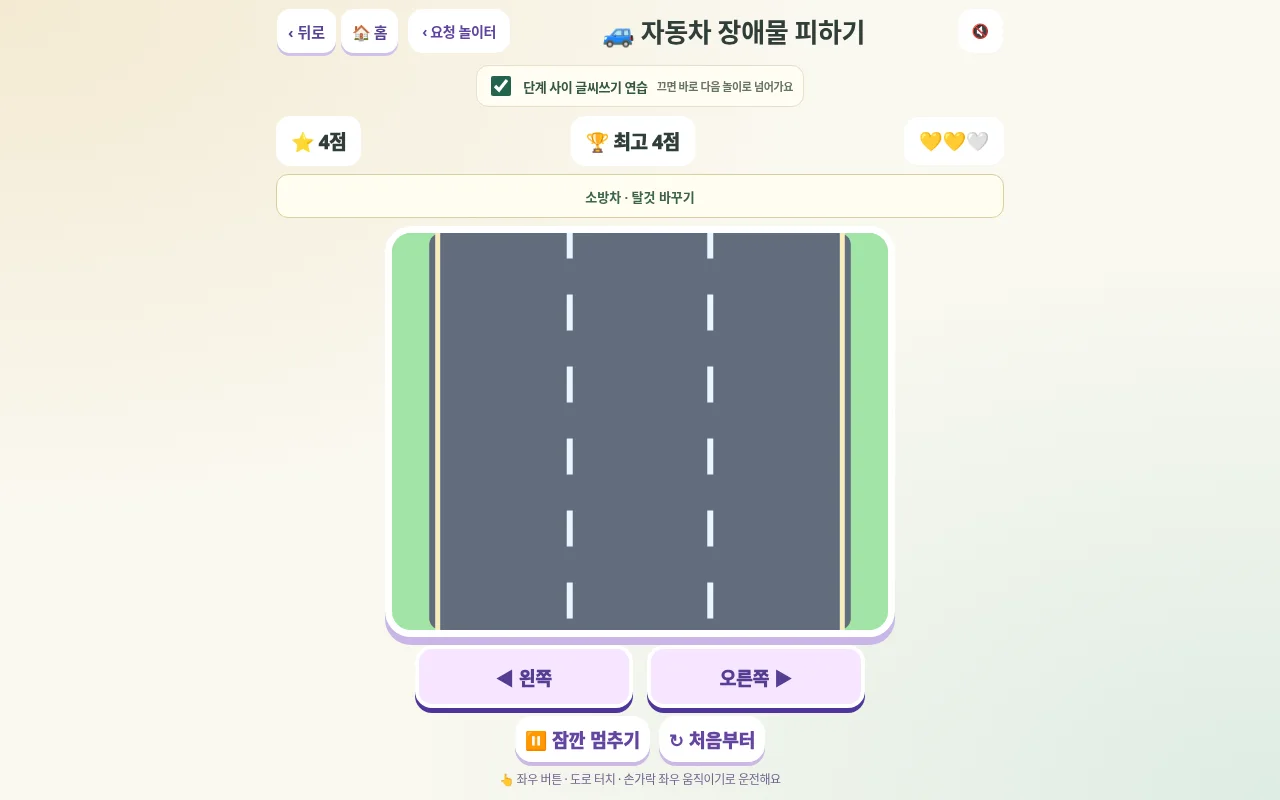 ‹ 뒤로
🏠 홈
‹ 요청 놀이터
🚙 자동차 장애물 피하기
단계 사이 글씨쓰기 연습 끄면 바로 다음 놀이로 넘어가요
⭐ 4점
🏆 최고 4점
소방차 · 탈것 바꾸기
◀ 왼쪽
오른쪽 ▶
⏸ 잠깐 멈추기
↻ 처음부터
👆 좌우 버튼 · 도로 터치 · 손가락 좌우 움직이기로 운전해요